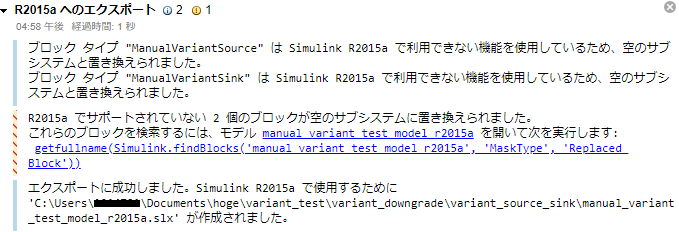 R2015a へのエクスポート 2 1
04:58 午後 経過時間: 1 秒
ブロック タイプ "ManualVariantSource" は Simulink R2015a で利用できない機能を使用しているため、空のサブ
システムと置き換えられました。
ブロック タイプ "ManualVariantSink" は Simulink R2015a で利用できない機能を使用しているため、空のサブシ
ステムと置き換えられました。
R2015a でサポートされていない 2 個のブロックが空のサブシステムに置き換えられました。
これらのブロックを検索するには、モデル manual_variant_test_model_r2015a を開いて次を実行します:
getfullname(Simulink.findBlocks('manual_variant_test_model_r2015a', 'MaskType', 'Replaced
Block'))
エクスポートに成功しました。Simulink R2015a で使用するために
'C:\Users\ \Documents\hoge\variant_test\variant_downgrade\variant_source_sink\manual_variant
_test_model_r2015a.slx' が作成されました。